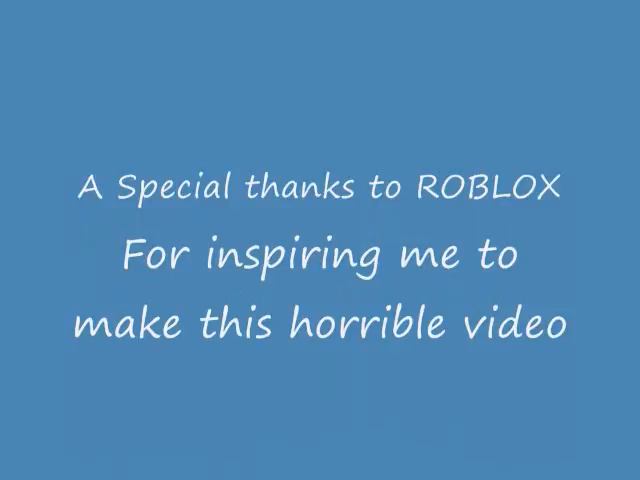 A Special thanks to ROBLOX
For inspiring me to
make this horrible video